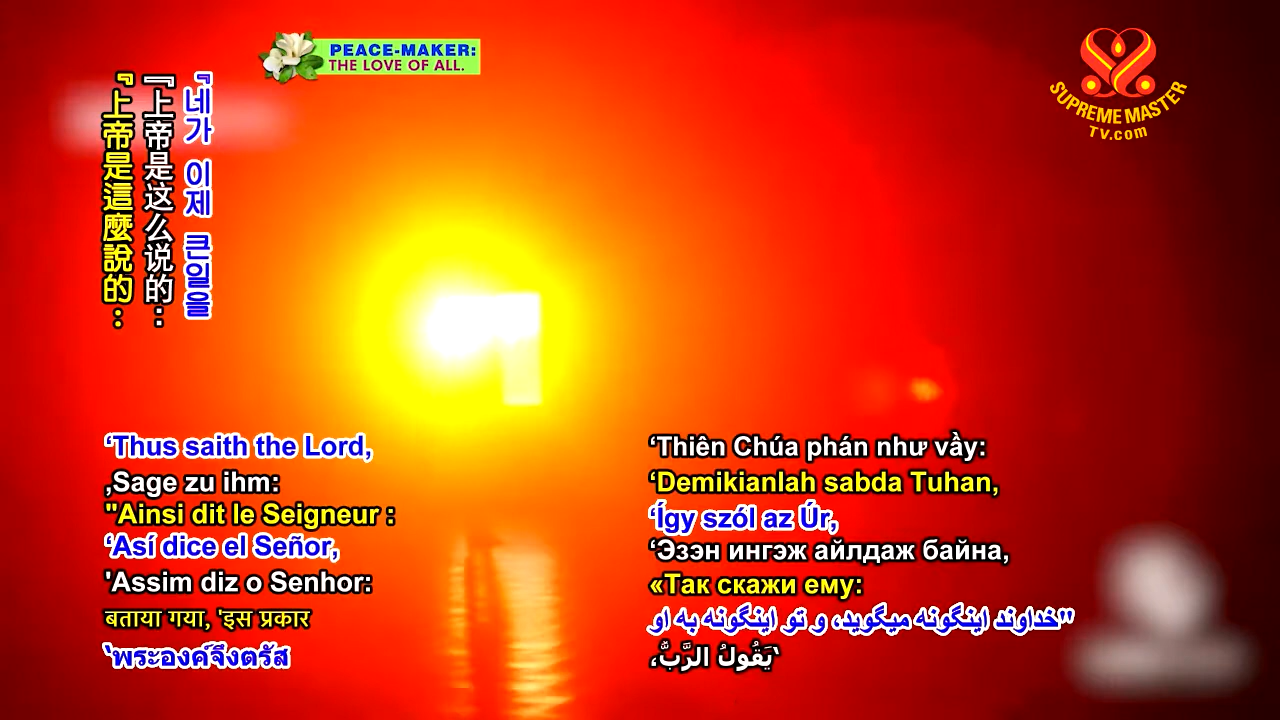 PEACE-MAKER:
THE LOVE OF ALL.
SUPREME MASTER
TV.com
『네가 이제 큰일을
『上帝是这么说的：
『上帝是這麼說的：
‘Thus saith the Lord,
‚Sage zu ihm:
"Ainsi dit le Seigneur :
‘Así dice el Señor,
'Assim diz o Senhor:
बताया गया, 'इस प्रकार
‘พระองค์จึงตรัส
‘Thiên Chúa phán như vầy:
‘Demikianlah sabda Tuhan,
‘Így szól az Úr,
‘Эзэн ингэж айлдаж байна,
«Так скажи ему:
"خداوند اینگونه میگوید، و تو اینگونه به او
‘يَقُولُ الرَّبُّ،